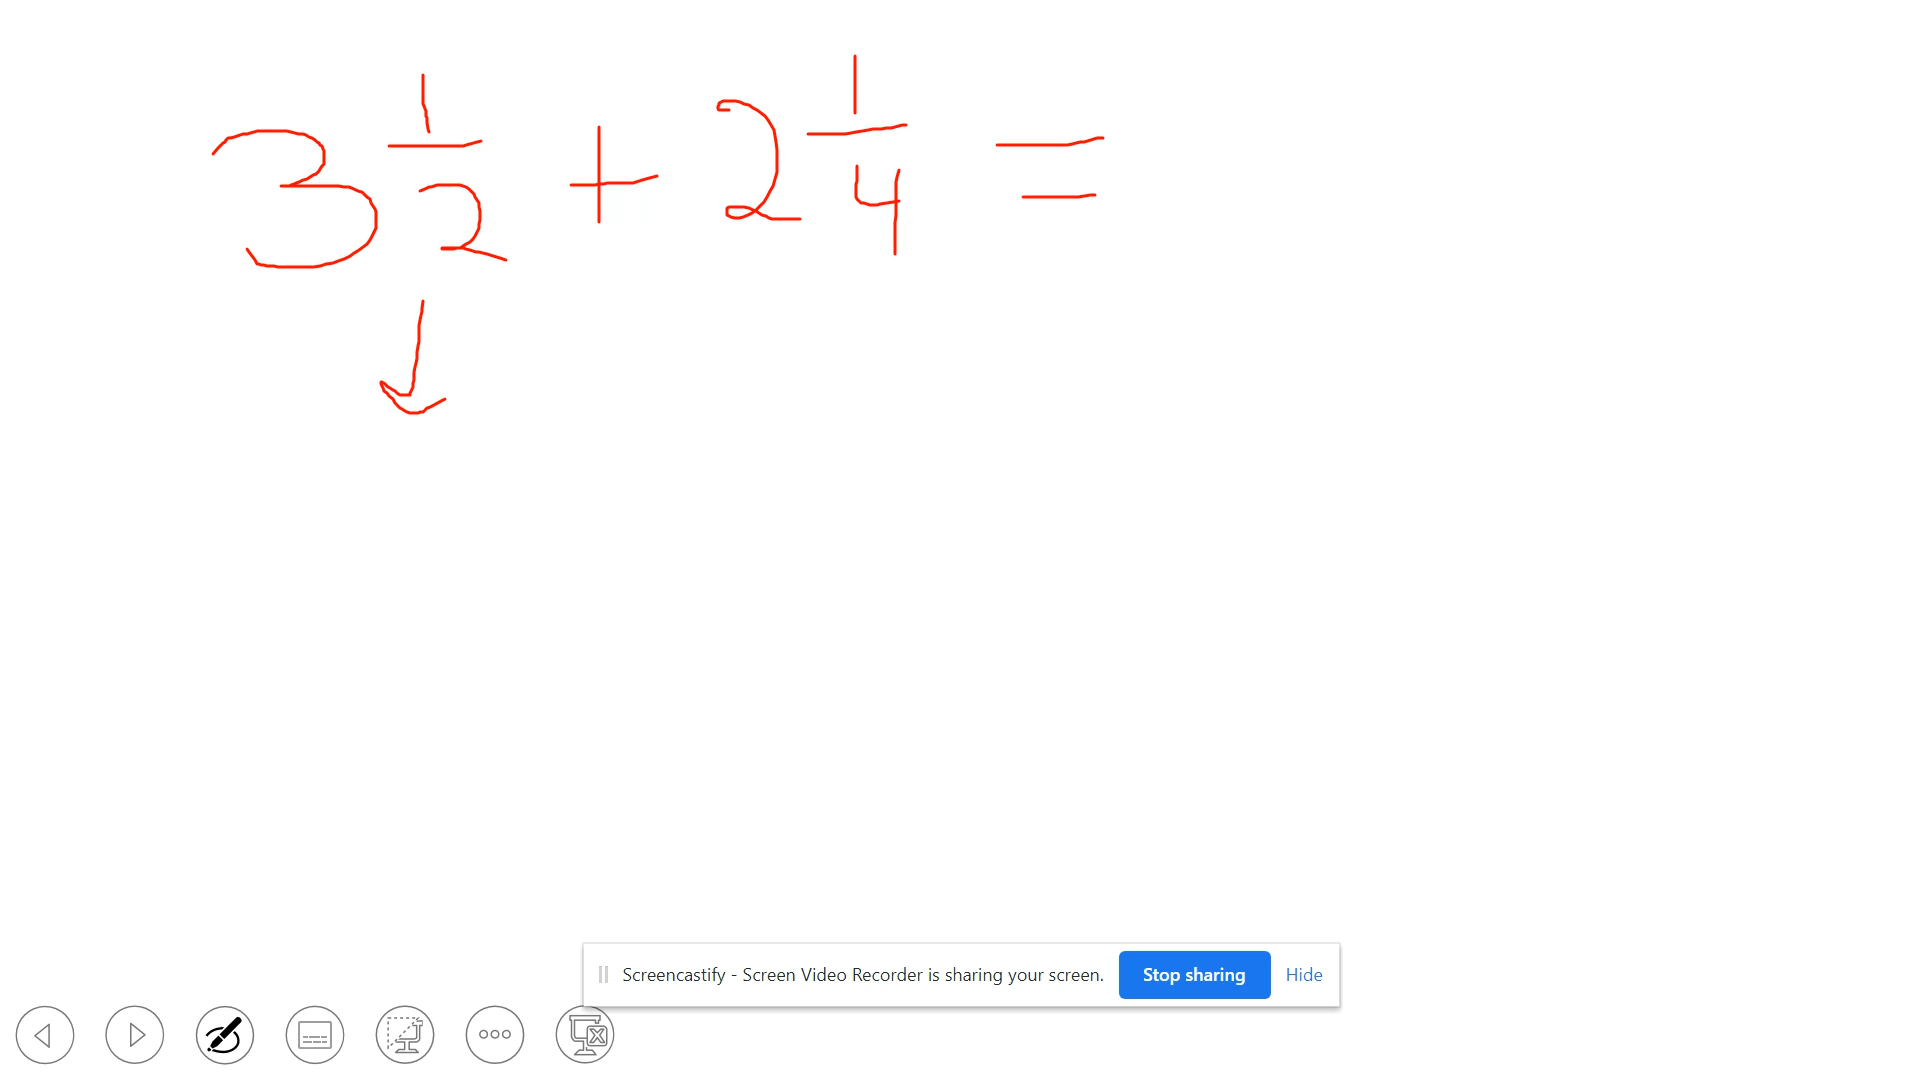 3 1/2 + 2 1/4 =
Screencastify - Screen Video Recorder is sharing your screen. Stop sharing Hide